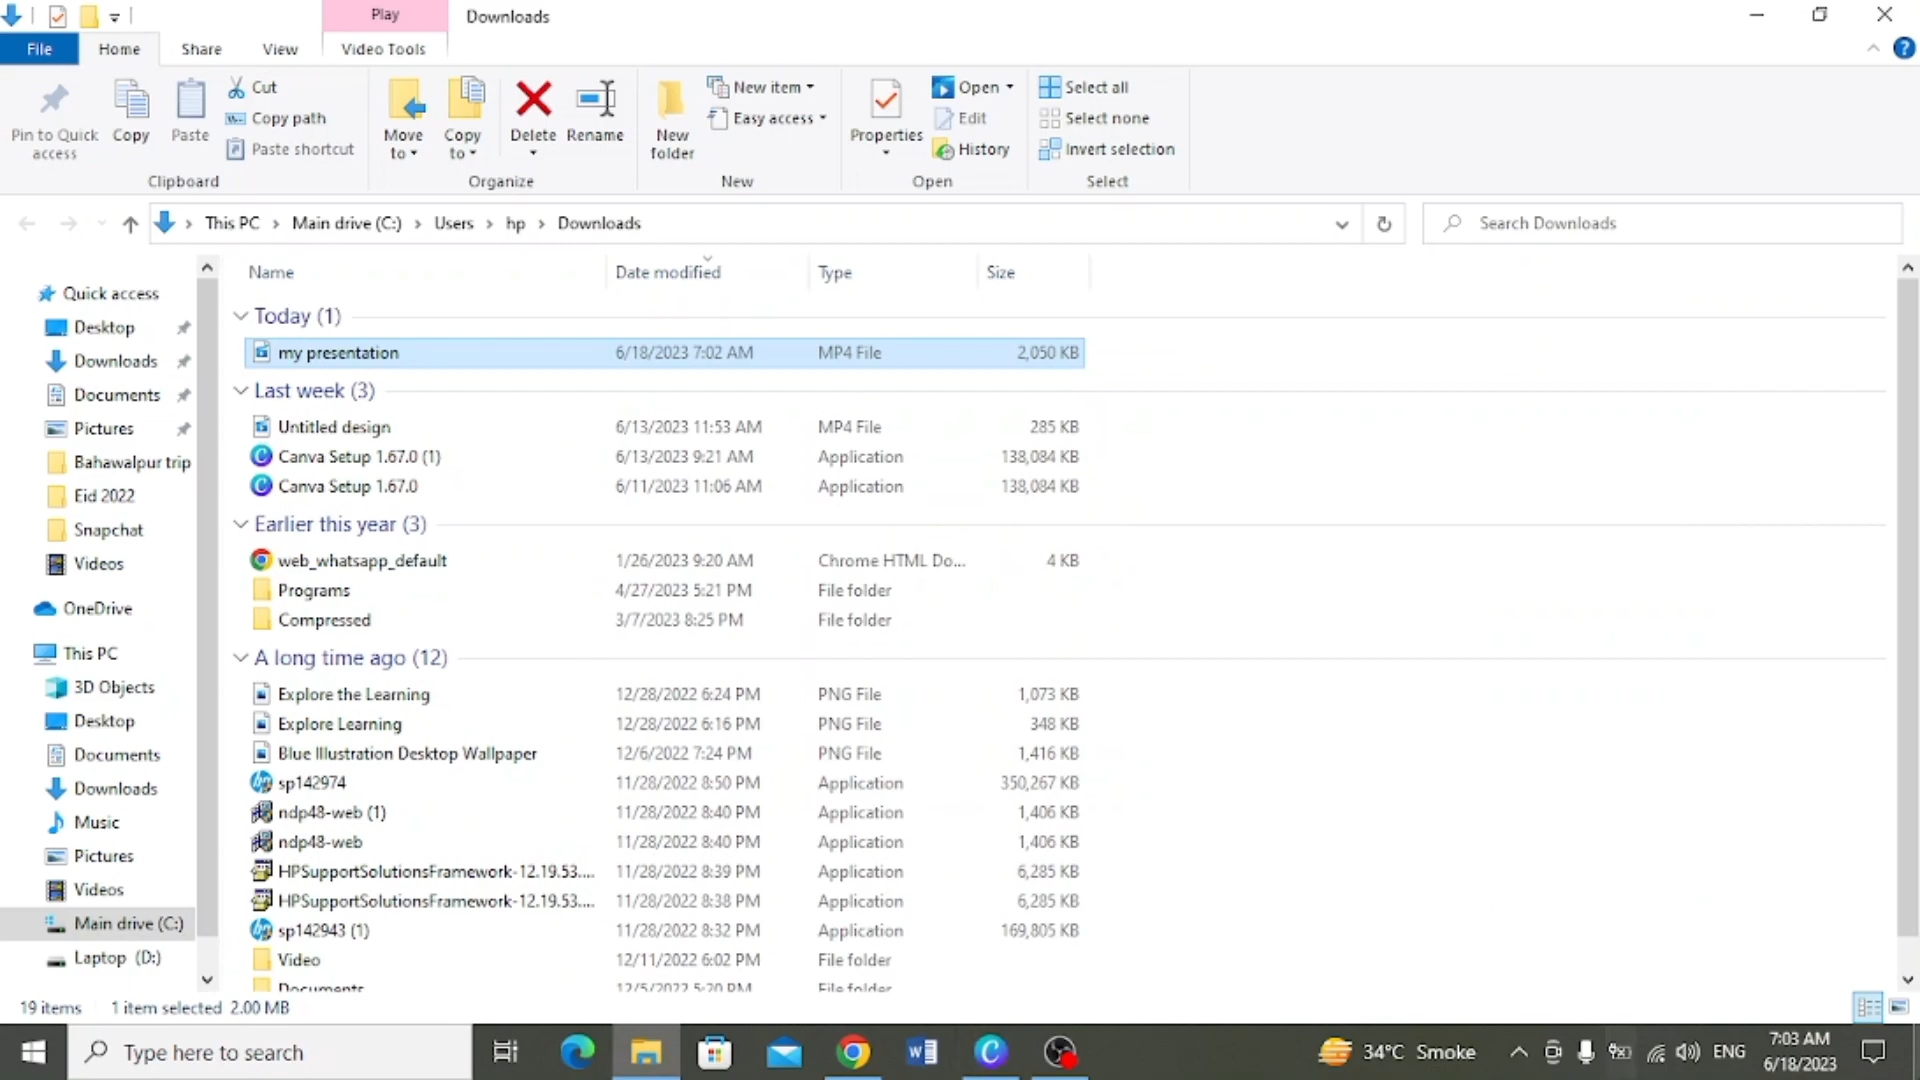 Play
Downloads
File
Home
Share
View
Video Tools
Pin to Quick access
Copy
Paste
Cut
Copy path
Paste shortcut
Clipboard
Move to
Copy to
Delete
Rename
Organize
New folder
New item
Easy access
New
Properties
Open
Edit
History
Open
Select all
Select none
Invert selection
Select
This PC > Main drive (C:) > Users > hp > Downloads
Search Downloads
Quick access
Desktop
Downloads
Documents
Pictures
Bahawalpur trip
Eid 2022
Snapchat
Videos
OneDrive
This PC
3D Objects
Desktop
Documents
Downloads
Music
Pictures
Videos
Main drive (C:)
Laptop (D:)
Name Date modified Type Size
Today (1)
my presentation 6/18/2023 7:02 AM MP4 File 2,050 KB
Last week (3)
Untitled design 6/13/2023 11:53 AM MP4 File 285 KB
Canva Setup 1.67.0 (1) 6/13/2023 9:21 AM Application 138,084 KB
Canva Setup 1.67.0 6/11/2023 11:06 AM Application 138,084 KB
Earlier this year (3)
web_whatsapp_default 1/26/2023 9:20 AM Chrome HTML Do... 4 KB
Programs 4/27/2023 5:21 PM File folder
Compressed 3/7/2023 8:25 PM File folder
A long time ago (12)
Explore the Learning 12/28/2022 6:24 PM PNG File 1,073 KB
Explore Learning 12/28/2022 6:16 PM PNG File 348 KB
Blue Illustration Desktop Wallpaper 12/6/2022 7:24 PM PNG File 1,416 KB
sp142974 11/28/2022 8:50 PM Application 350,267 KB
ndp48-web (1) 11/28/2022 8:40 PM Application 1,406 KB
ndp48-web 11/28/2022 8:40 PM Application 1,406 KB
HPSupportSolutionsFramework-12.19.53.... 11/28/2022 8:39 PM Application 6,285 KB
HPSupportSolutionsFramework-12.19.53.... 11/28/2022 8:38 PM Application 6,285 KB
sp142943 (1) 11/28/2022 8:32 PM Application 169,805 KB
Video 12/11/2022 6:02 PM File folder
Documents 12/5/2022 5:20 PM File folder
19 items 1 item selected 2.00 MB
Type here to search
34°C Smoke
ENG
7:03 AM
6/18/2023